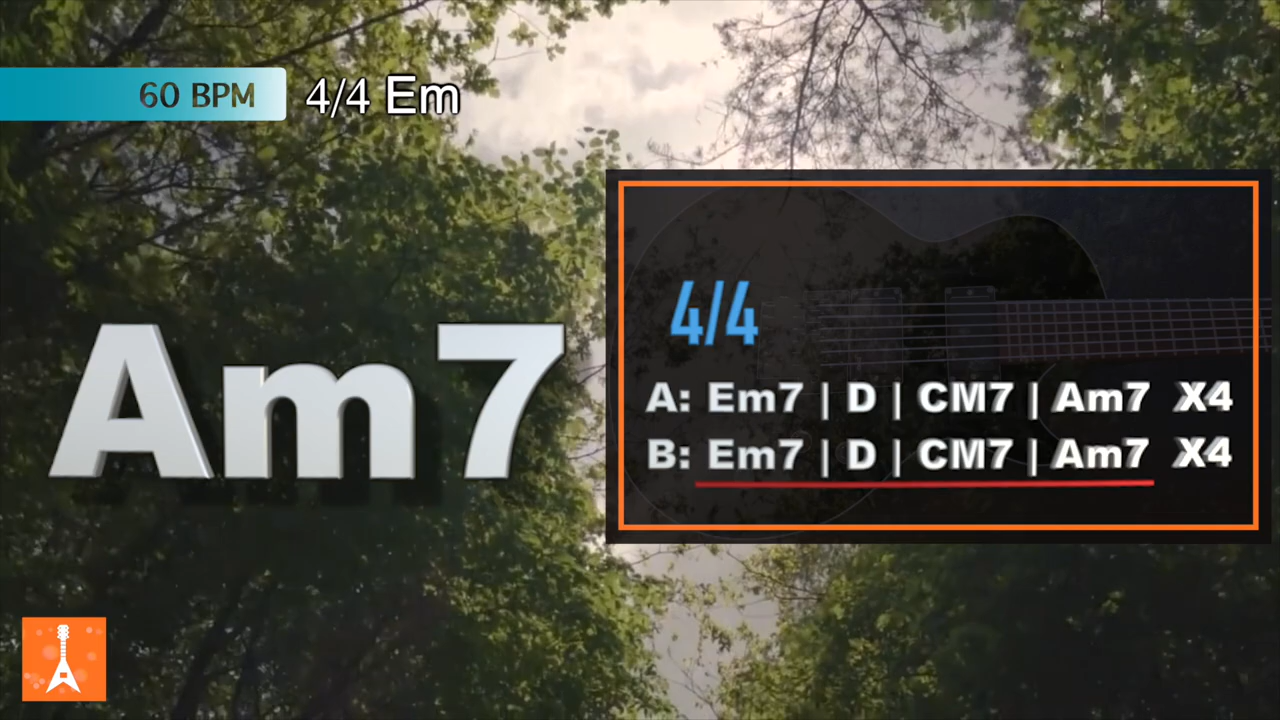 60 BPM 4/4 Em
Am7
4/4
A: Em7 | D | CM7 | Am7 X4
B: Em7 | D | CM7 | Am7 X4